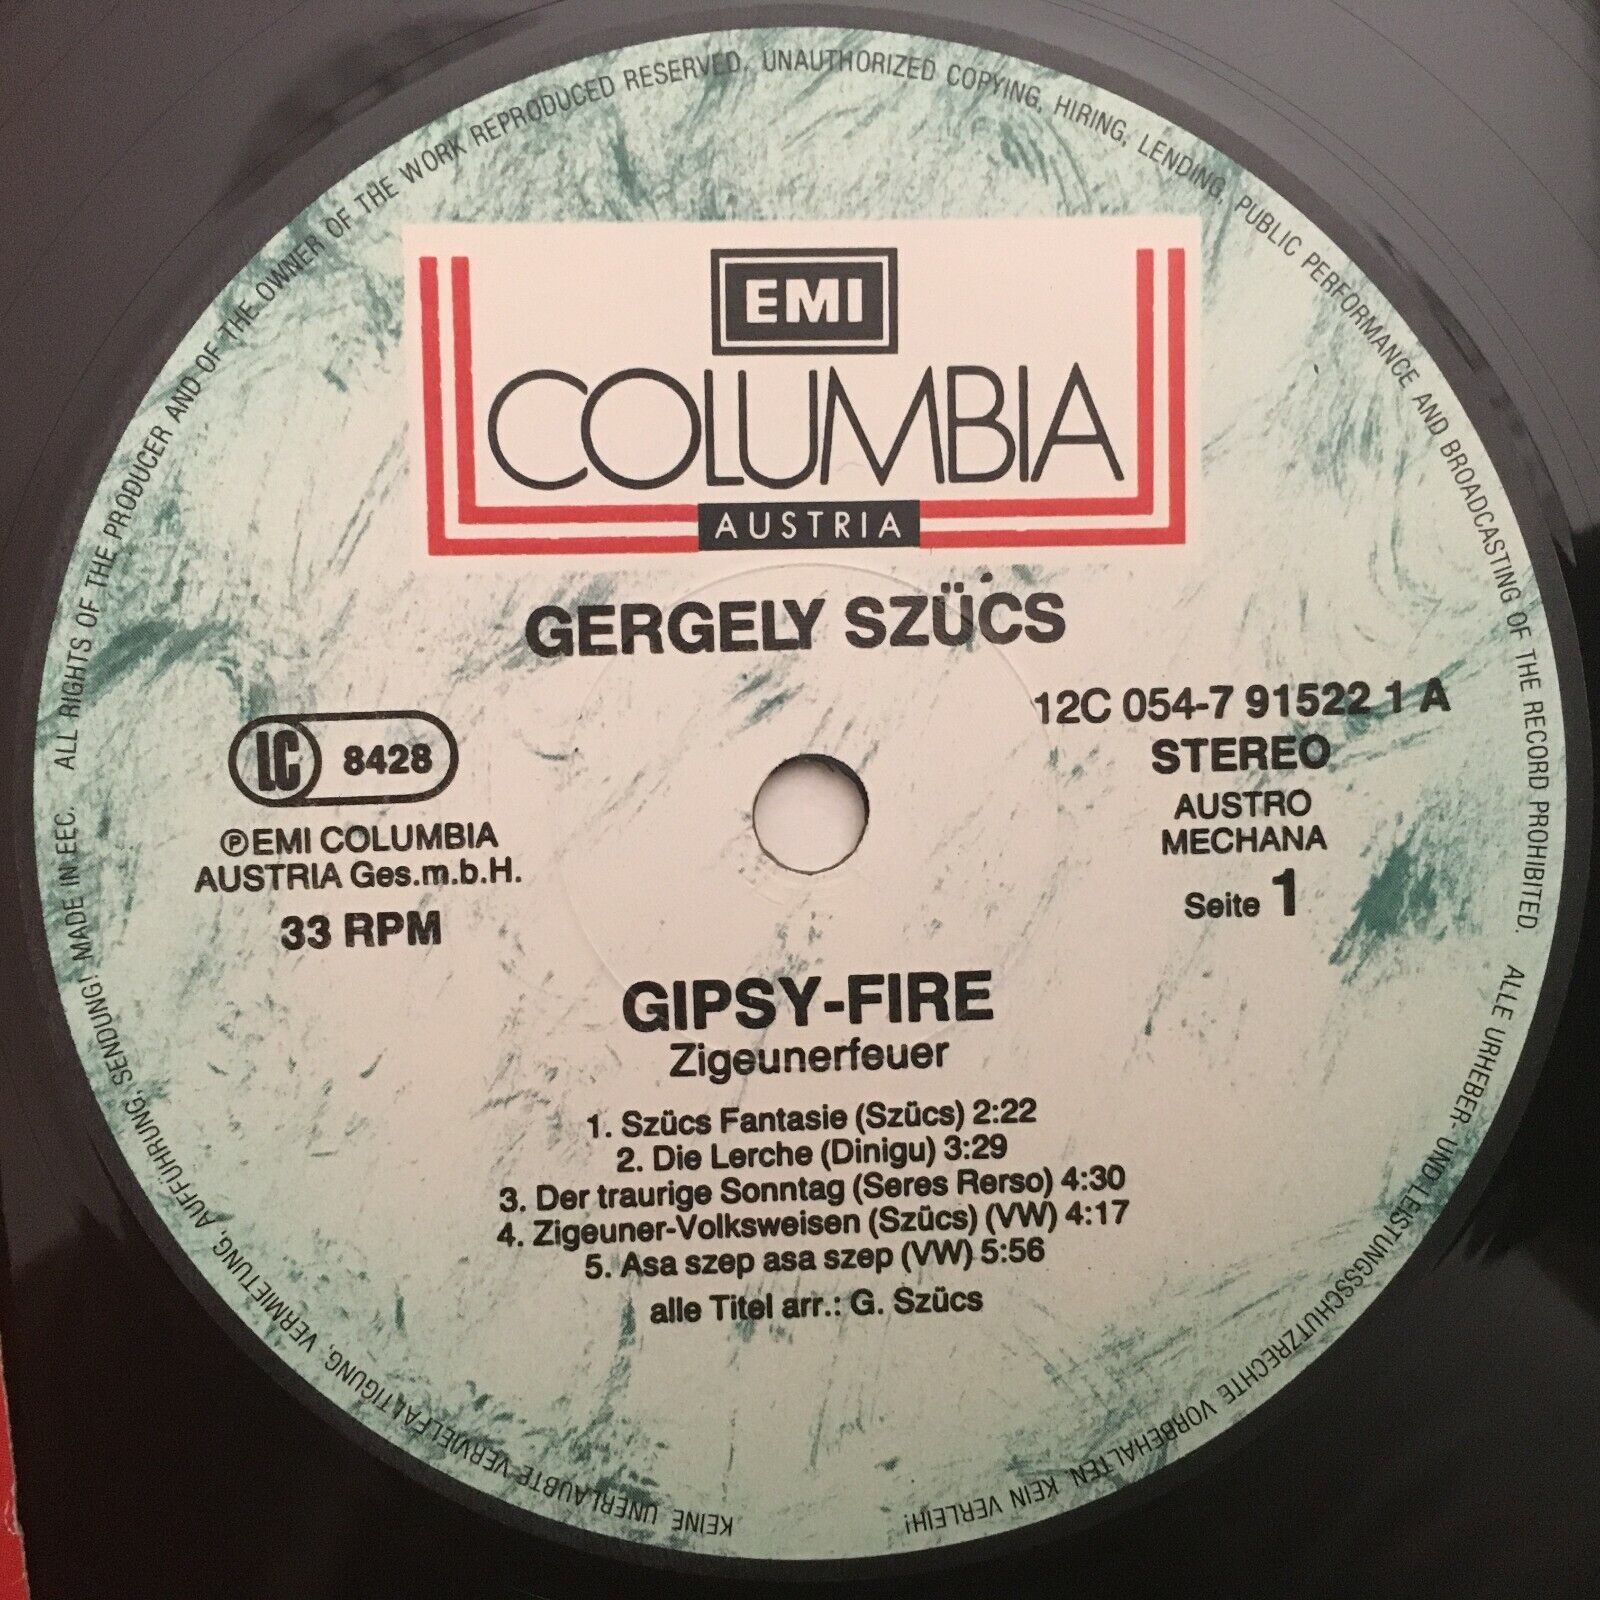 EMI
COLUMBIA
AUSTRIA
GERGELY SZÜCS
12C 054-7 91522 1 A
STEREO
AUSTRO
MECHANA
Seite 1
LC 8428
ⓅEMI COLUMBIA
AUSTRIA Ges.m.b.H.
33 RPM
GIPSY-FIRE
Zigeunerfeuer
1. Szücs Fantasie (Szücs) 2:22
2. Die Lerche (Dinigu) 3:29
3. Der traurige Sonntag (Seres Rerso) 4:30
4. Zigeuner-Volksweisen (Szücs) (VW) 4:17
5. Asa szep asa szep (VW) 5:56
alle Titel arr.: G. Szücs
ALL RIGHTS OF THE PRODUCER AND OF THE OWNER OF THE WORK REPRODUCED RESERVED. UNAUTHORIZED COPYING, HIRING, LENDING, PUBLIC PERFORMANCE AND BROADCASTING OF THE RECORD PROHIBITED.
ALLE URHEBER- UND LEISTUNGSSCHUTZRECHTE VORBEHALTEN. KEIN VERLEIH!
KEINE UNERLAUBTE VERVIELFÄLTIGUNG, VERMIETUNG, AUFFÜHRUNG, SENDUNG! MADE IN EEC.